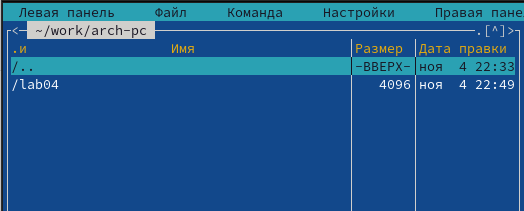 Левая панель Файл Команда Настройки Правая пане
<— ~/work/arch-pc .[^]>
.и Имя Размер Дата правки
/.. -ВВЕРХ- ноя 4 22:33
/lab04 4096 ноя 4 22:49